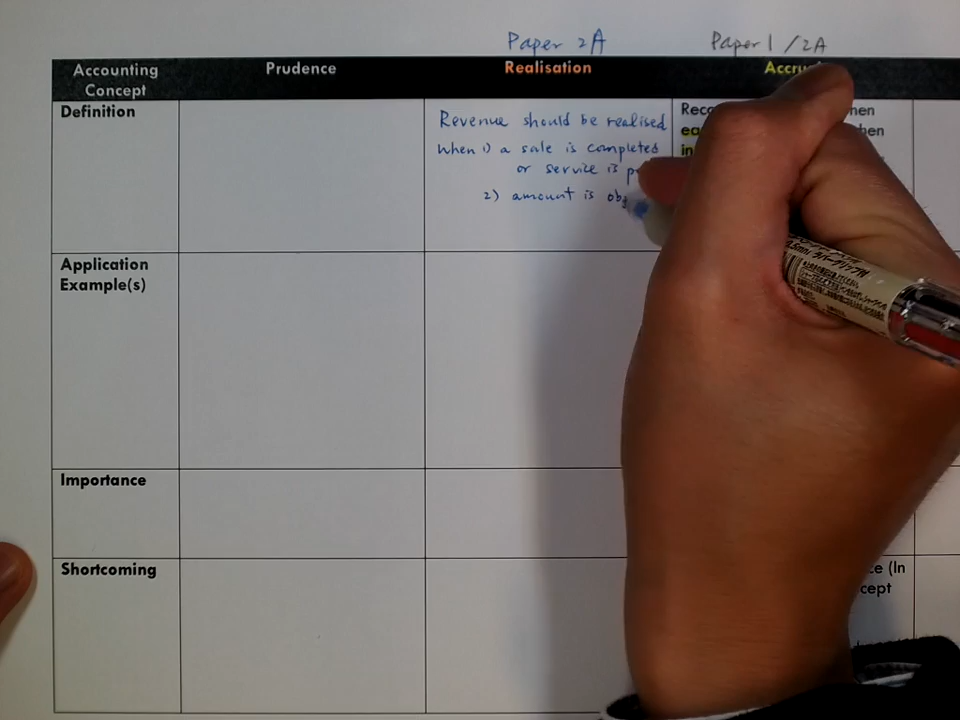 Paper 2A
Paper 1 / 2A
Accounting
Concept
Prudence
Realisation
Definition
Revenue should be realised
when 1) a sale is completed
or service is
2) amount is
Application
Example(s)
Importance
Shortcoming
(In